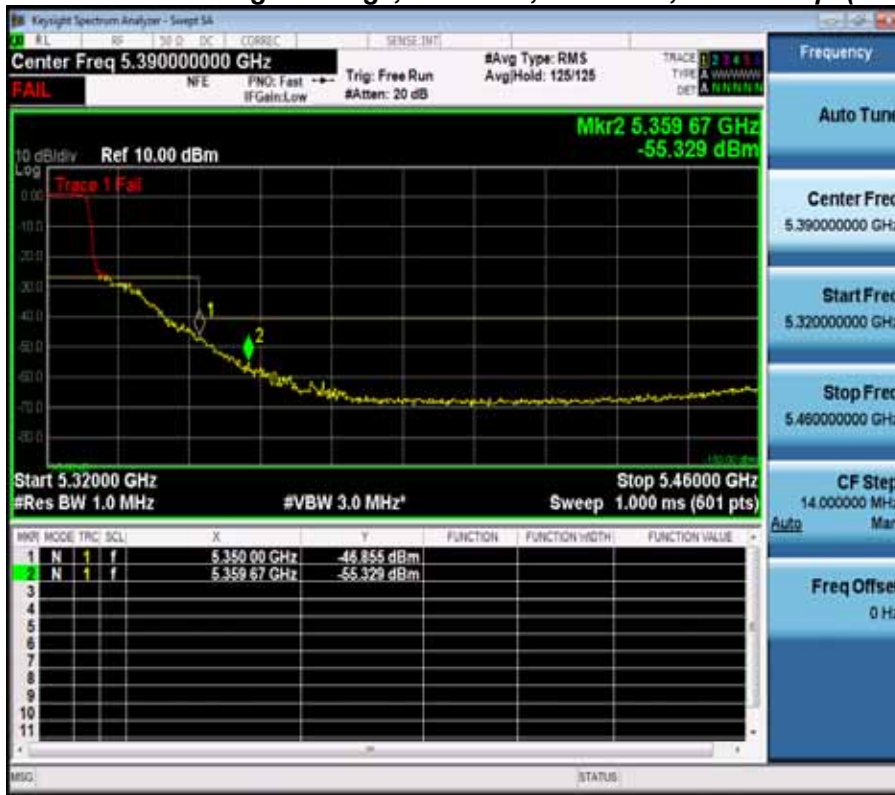 Keysight Spectrum Analyzer - Swept SA
RL RF 50 Ω DC CORREC SENSE:INT
Center Freq 5.390000000 GHz
FAIL
NFE
PNO: Fast
IFGain:Low
Trig: Free Run
#Atten: 20 dB
#Avg Type: RMS
Avg|Hold: 125/125
TRACE 1 2 3 4 5 6
TYPE A WWWWW
DET A N N N N N
Mkr2 5.359 67 GHz
-55.329 dBm
10 dB/div Ref 10.00 dBm
Log
Trace 1 Fail
0.00
-10.0
-20.0
-30.0
-40.0
-50.0
-60.0
-70.0
-80.0
1
2
Start 5.32000 GHz
Stop 5.46000 GHz
#Res BW 1.0 MHz
#VBW 3.0 MHz*
Sweep 1.000 ms (601 pts)
MKR MODE TRC SCL X Y FUNCTION FUNCTION WIDTH FUNCTION VALUE
1 N 1 f 5.350 00 GHz -46.855 dBm
2 N 1 f 5.359 67 GHz -55.329 dBm
3
4
5
6
7
8
9
10
11
MSG
STATUS
Frequency
Auto Tune
Center Freq
5.390000000 GHz
Start Freq
5.320000000 GHz
Stop Freq
5.460000000 GHz
CF Step
14.000000 MHz
Auto Man
Freq Offset
0 Hz